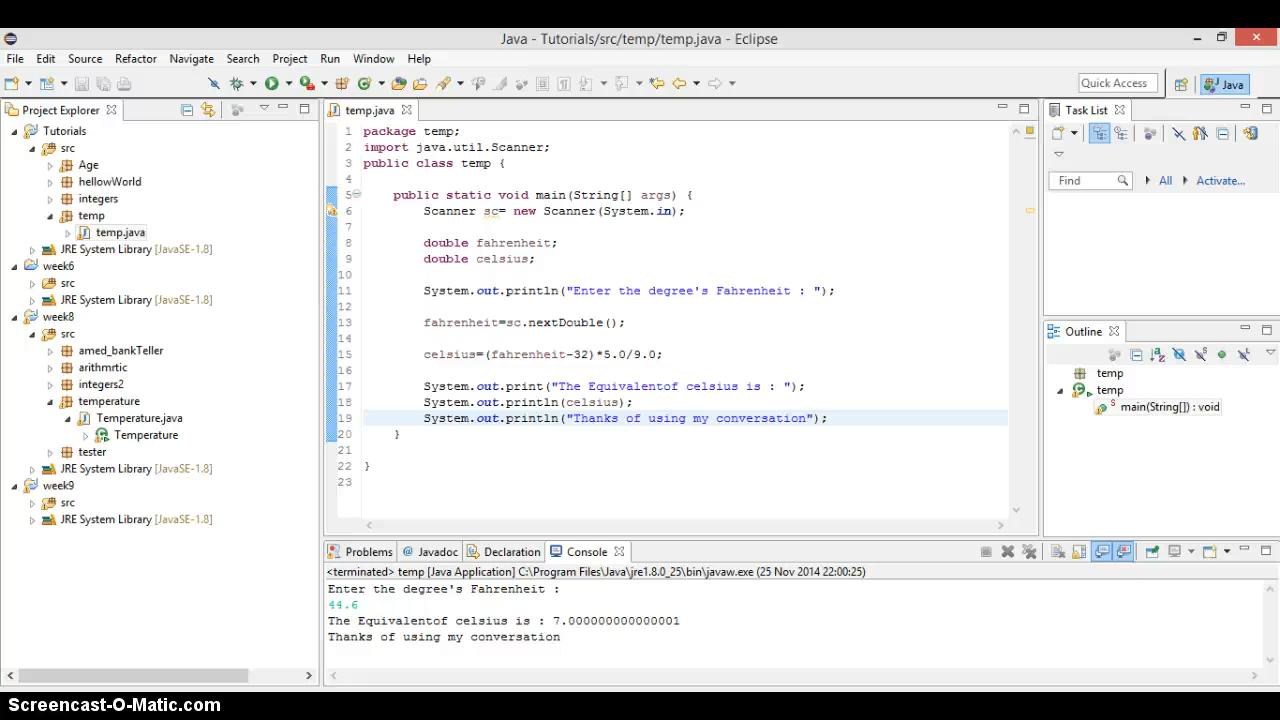 Java - Tutorials/src/temp/temp.java - Eclipse
File Edit Source Refactor Navigate Search Project Run Window Help
Quick Access Java
Project Explorer
Tutorials
src
Age
hellowWorld
integers
temp
temp.java
JRE System Library [JavaSE-1.8]
week6
src
JRE System Library [JavaSE-1.8]
week8
src
amed_bankTeller
arithmrtic
integers2
temperature
Temperature.java
Temperature
tester
JRE System Library [JavaSE-1.8]
week9
src
JRE System Library [JavaSE-1.8]
temp.java
1 package temp;
2 import java.util.Scanner;
3 public class temp {
4
5 public static void main(String[] args) {
6 Scanner sc= new Scanner(System.in);
7
8 double fahrenheit;
9 double celsius;
10
11 System.out.println("Enter the degree's Fahrenheit : ");
12
13 fahrenheit=sc.nextDouble();
14
15 celsius=(fahrenheit-32)*5.0/9.0;
16
17 System.out.print("The Equivalentof celsius is : ");
18 System.out.println(celsius);
19 System.out.println("Thanks of using my conversation");
20 }
21
22 }
23
Task List
Find All Activate...
Outline
temp
temp
main(String[]) : void
Problems @ Javadoc Declaration Console
<terminated> temp [Java Application] C:\Program Files\Java\jre1.8.0_25\bin\javaw.exe (25 Nov 2014 22:00:25)
Enter the degree's Fahrenheit :
44.6
The Equivalentof celsius is : 7.000000000000001
Thanks of using my conversation
Screencast-O-Matic.com